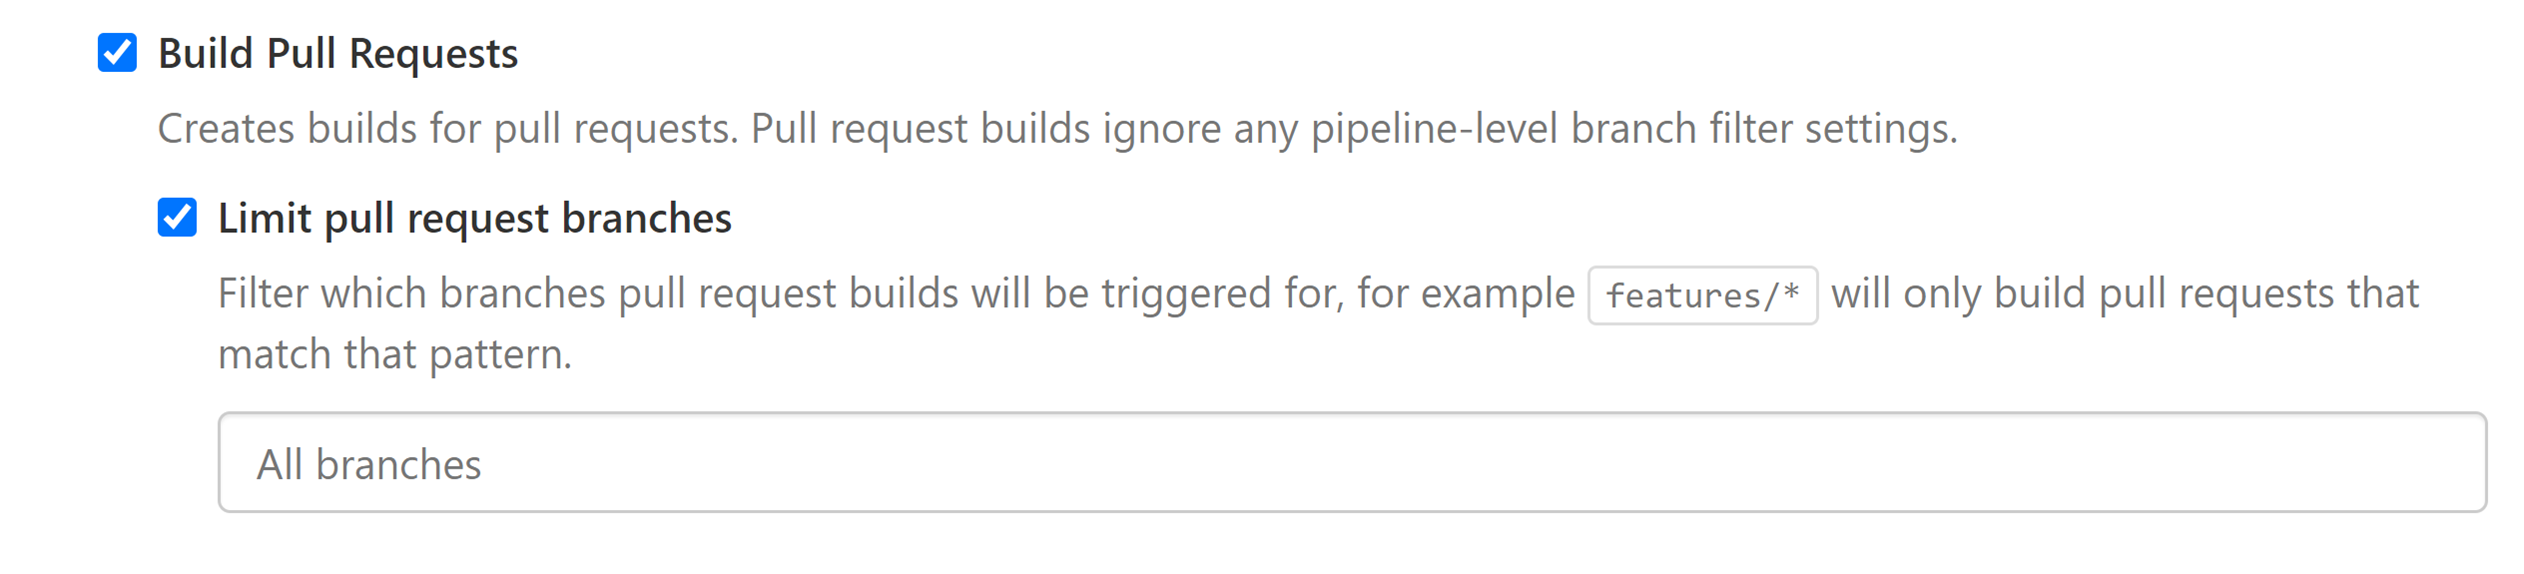 Build Pull Requests
Creates builds for pull requests. Pull request builds ignore any pipeline-level branch filter settings.
Limit pull request branches
Filter which branches pull request builds will be triggered for, for example features/* will only build pull requests that
match that pattern.
All branches